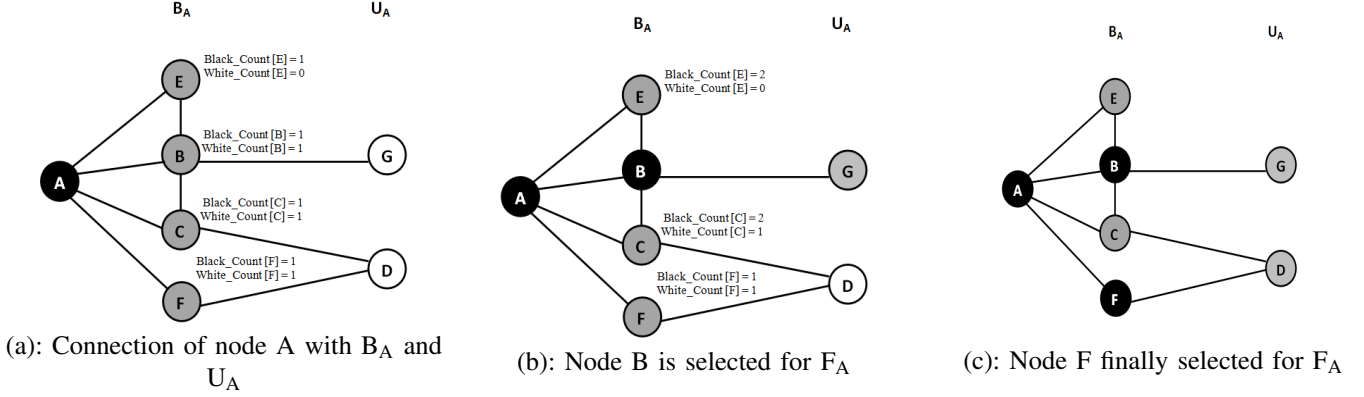 B_A U_A
Black_Count [E] = 1
White_Count [E] = 0
E
Black_Count [B] = 1
White_Count [B] = 1
B
G
A
Black_Count [C] = 1
White_Count [C] = 1
C
Black_Count [F] = 1
White_Count [F] = 1
D
F
(a): Connection of node A with B_A and
U_A
B_A U_A
Black_Count [E] = 2
White_Count [E] = 0
E
B
G
A
Black_Count [C] = 2
White_Count [C] = 1
C
Black_Count [F] = 1
White_Count [F] = 1
D
F
(b): Node B is selected for F_A
B_A U_A
E
B
G
A
C
D
F
(c): Node F finally selected for F_A